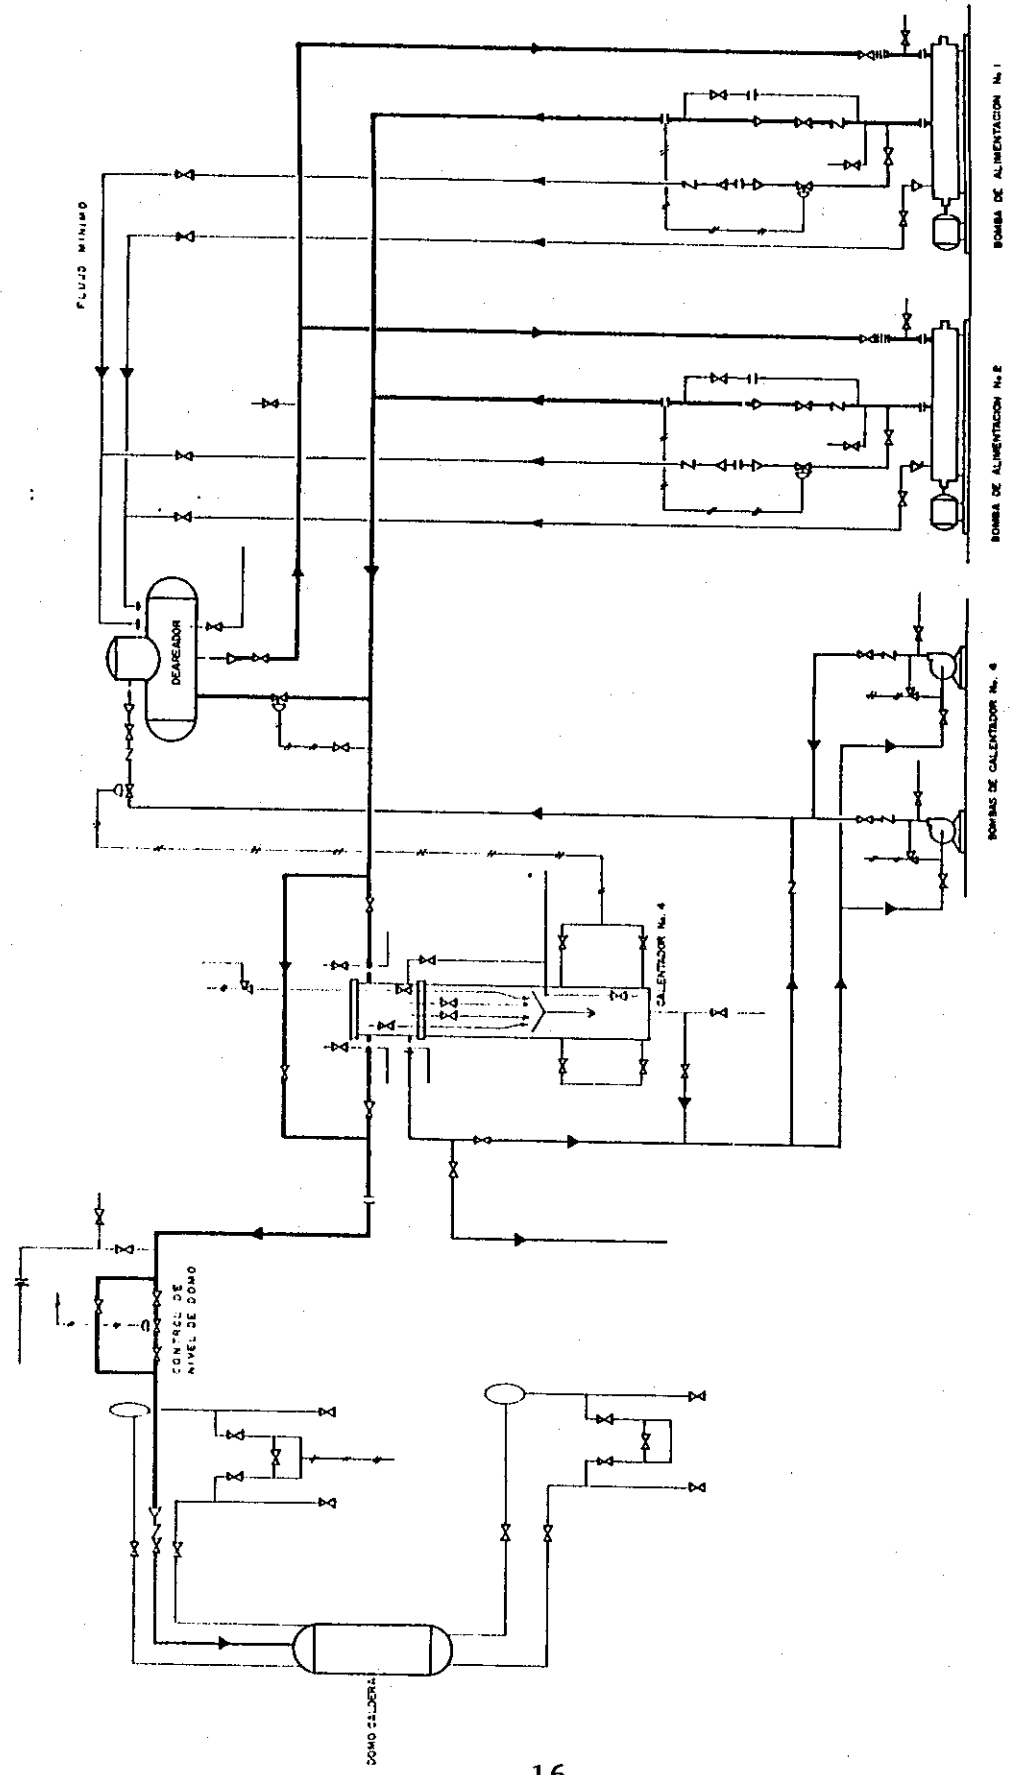 BOMBA DE ALIMENTACION No. 1
FLUJO MINIMO
BOMBA DE ALIMENTACION No. 2
DEAREADOR
BOMBAS DE CALENTADOR No. 4
CALENTADOR No. 4
CONTROL DE
NIVEL DE DOMO
DOMO CALDERA
16